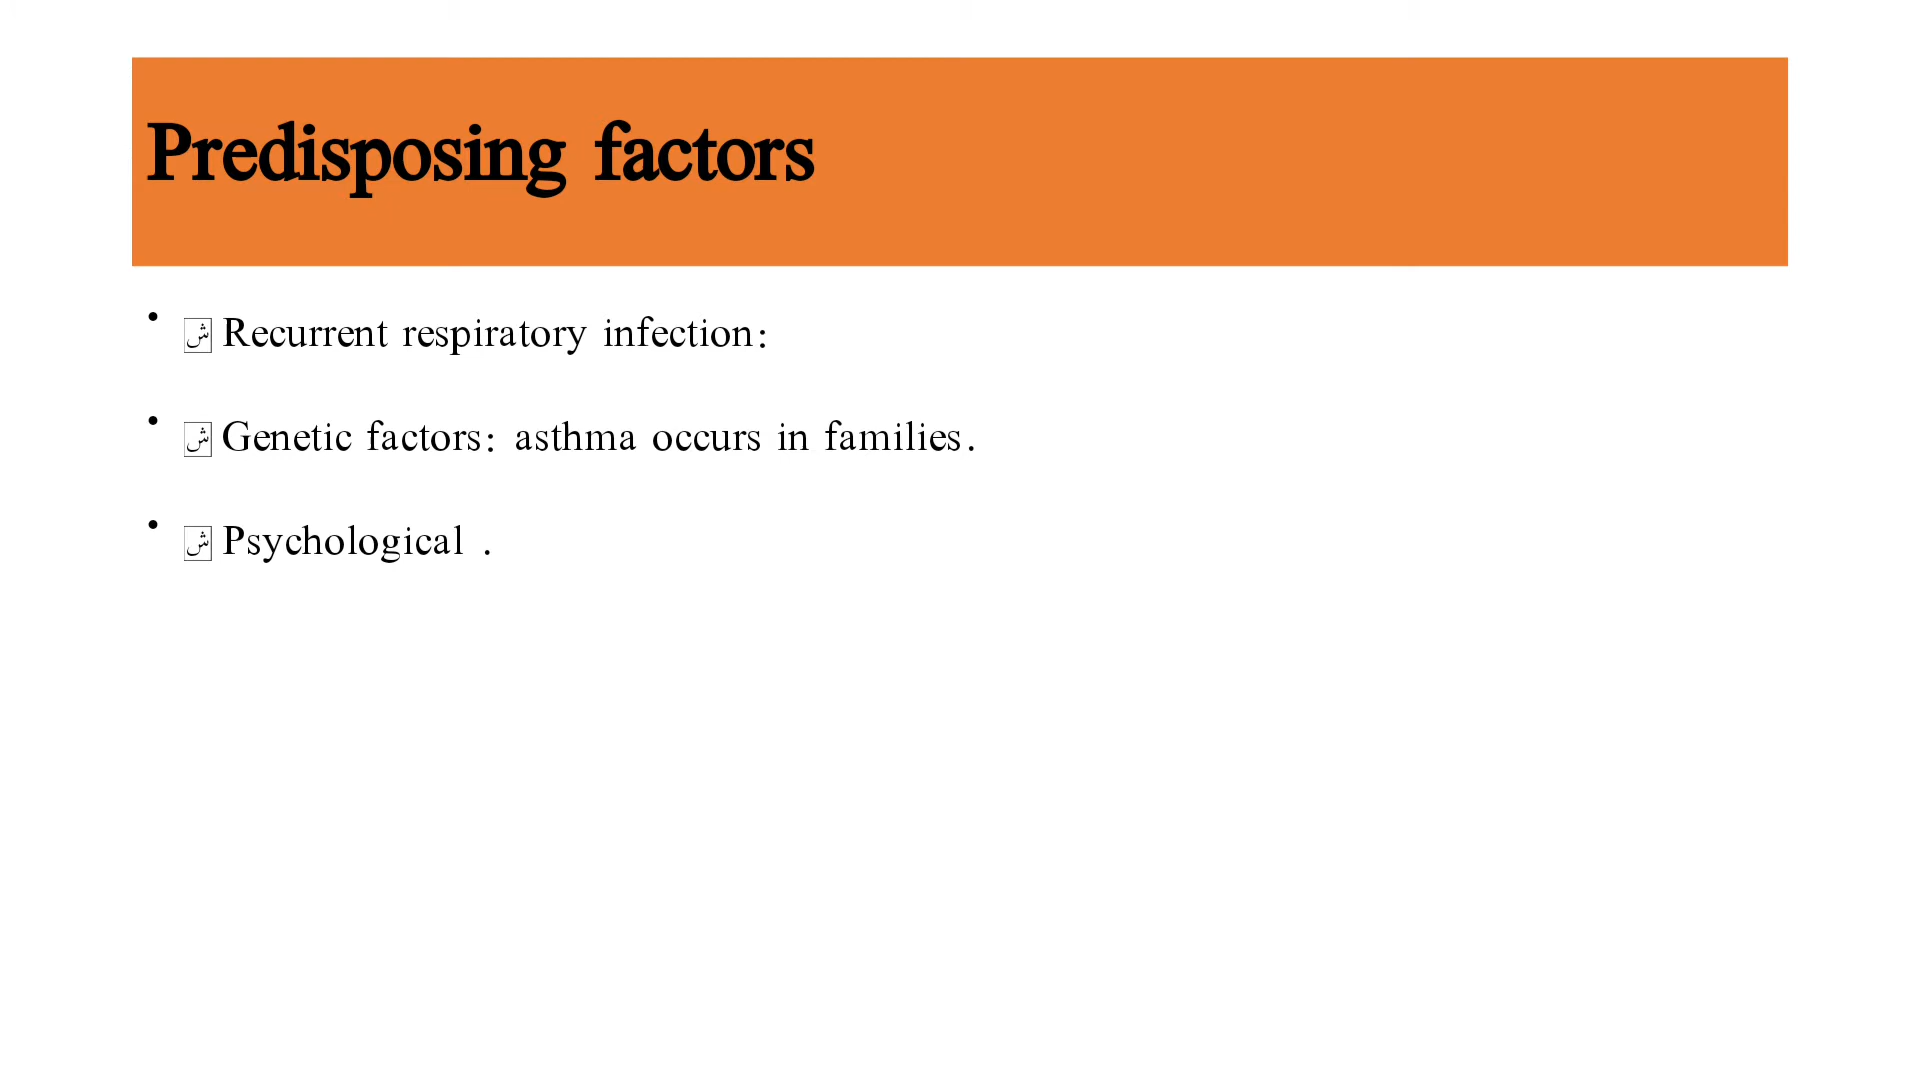 Predisposing factors
• ش Recurrent respiratory infection:
• ش Genetic factors: asthma occurs in families.
• ش Psychological .